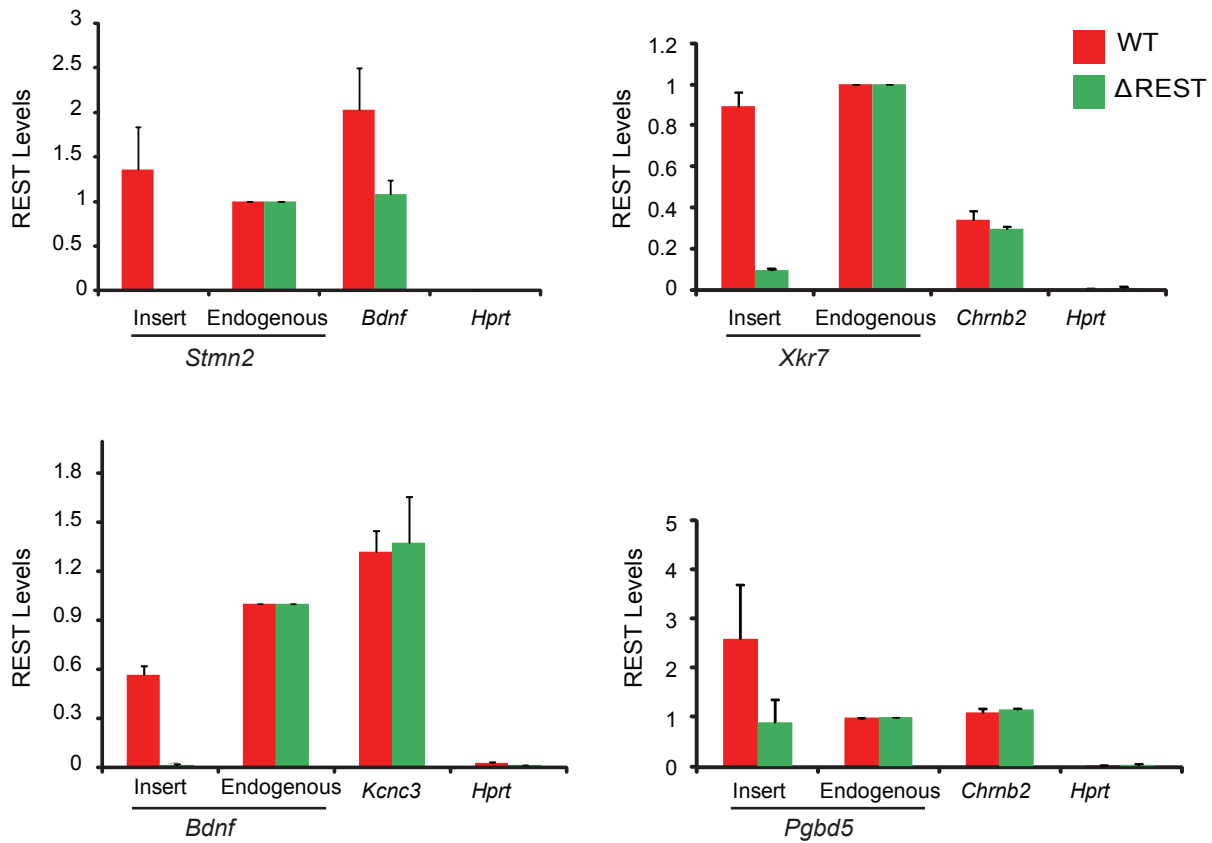 3
2.5
2
1.5
1
0.5
0
REST Levels
Insert Endogenous Bdnf Hprt
Stmn2
1.2
1
0.8
0.6
0.4
0.2
0
REST Levels
Insert Endogenous Chrnb2 Hprt
Xkr7
WT
ΔREST
1.8
1.5
1.2
0.9
0.6
0.3
0
REST Levels
Insert Endogenous Kcnc3 Hprt
Bdnf
5
4
3
2
1
0
REST Levels
Insert Endogenous Chrnb2 Hprt
Pgbd5